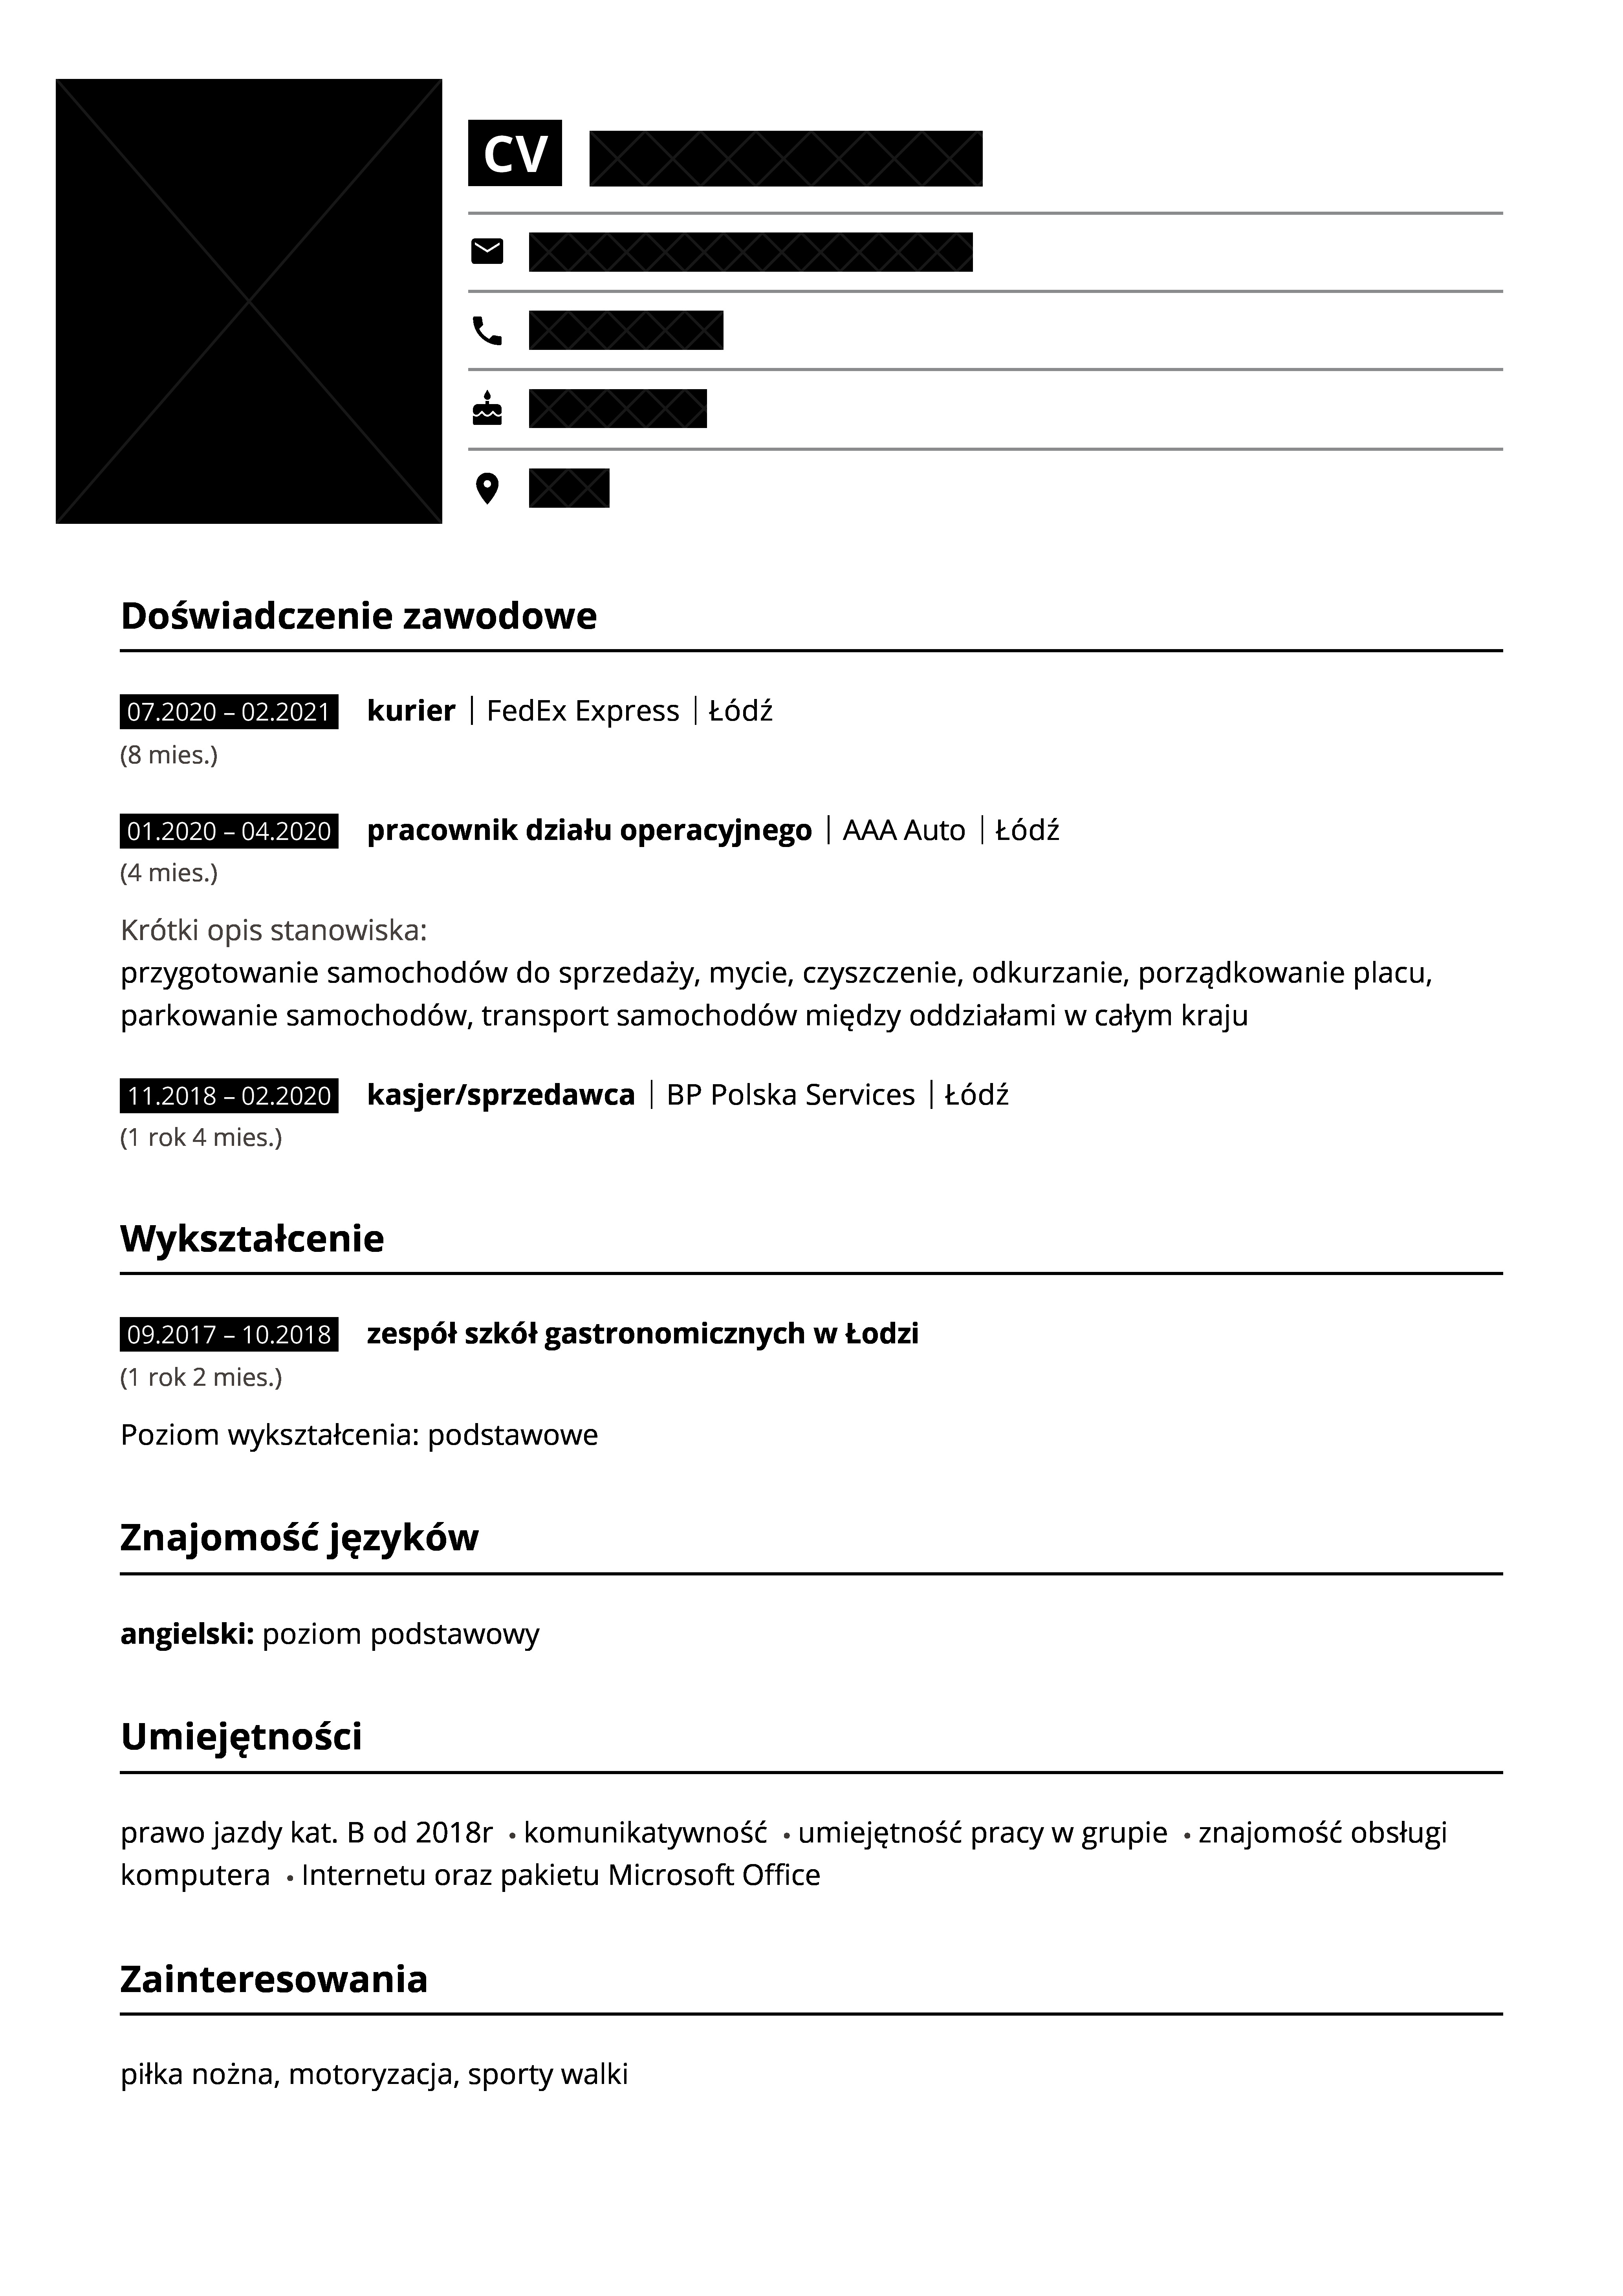 CV
Doświadczenie zawodowe
07.2020 – 02.2021 kurier | FedEx Express | Łódź
(8 mies.)
01.2020 – 04.2020 pracownik działu operacyjnego | AAA Auto | Łódź
(4 mies.)
Krótki opis stanowiska:
przygotowanie samochodów do sprzedaży, mycie, czyszczenie, odkurzanie, porządkowanie placu,
parkowanie samochodów, transport samochodów między oddziałami w całym kraju
11.2018 – 02.2020 kasjer/sprzedawca | BP Polska Services | Łódź
(1 rok 4 mies.)
Wykształcenie
09.2017 – 10.2018 zespół szkół gastronomicznych w Łodzi
(1 rok 2 mies.)
Poziom wykształcenia: podstawowe
Znajomość języków
angielski: poziom podstawowy
Umiejętności
prawo jazdy kat. B od 2018r • komunikatywność • umiejętność pracy w grupie • znajomość obsługi
komputera • Internetu oraz pakietu Microsoft Office
Zainteresowania
piłka nożna, motoryzacja, sporty walki